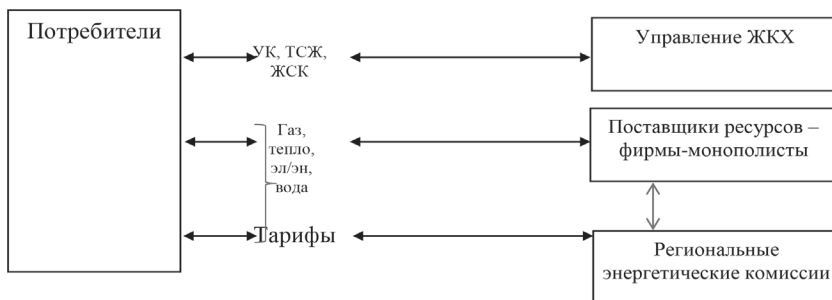 Потребители
УК, ТСЖ,
ЖСК
Управление ЖКХ
Газ,
тепло,
эл/эн,
вода
Поставщики ресурсов –
фирмы-монополисты
Тарифы
Региональные
энергетические комиссии